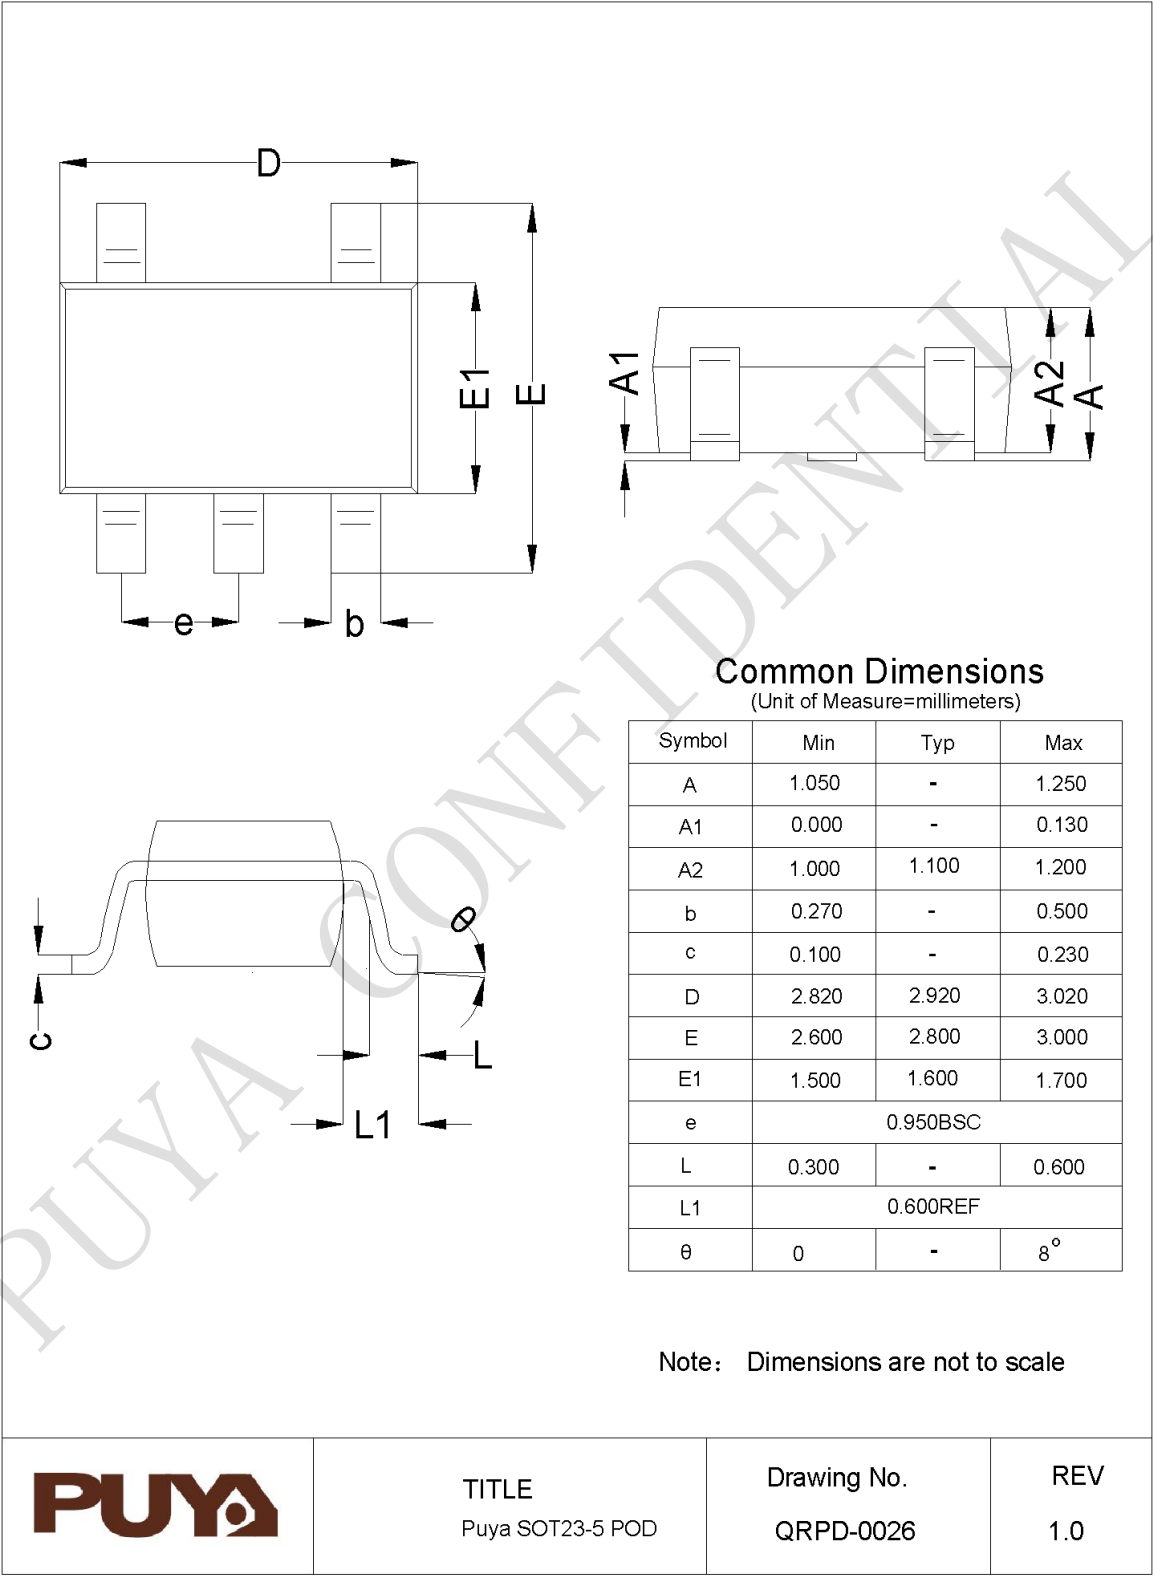 D
E1
E
A1
A2
A
e
b
Common Dimensions
(Unit of Measure=millimeters)
Symbol Min Typ Max
A 1.050 - 1.250
A1 0.000 - 0.130
A2 1.000 1.100 1.200
b 0.270 - 0.500
c 0.100 - 0.230
D 2.820 2.920 3.020
E 2.600 2.800 3.000
E1 1.500 1.600 1.700
e 0.950BSC
L 0.300 - 0.600
L1 0.600REF
θ 0 - 8°
θ
c
L
L1
PUYA CONFIDENTIAL
Note： Dimensions are not to scale
PUYA
TITLE
Puya SOT23-5 POD
Drawing No.
QRPD-0026
REV
1.0